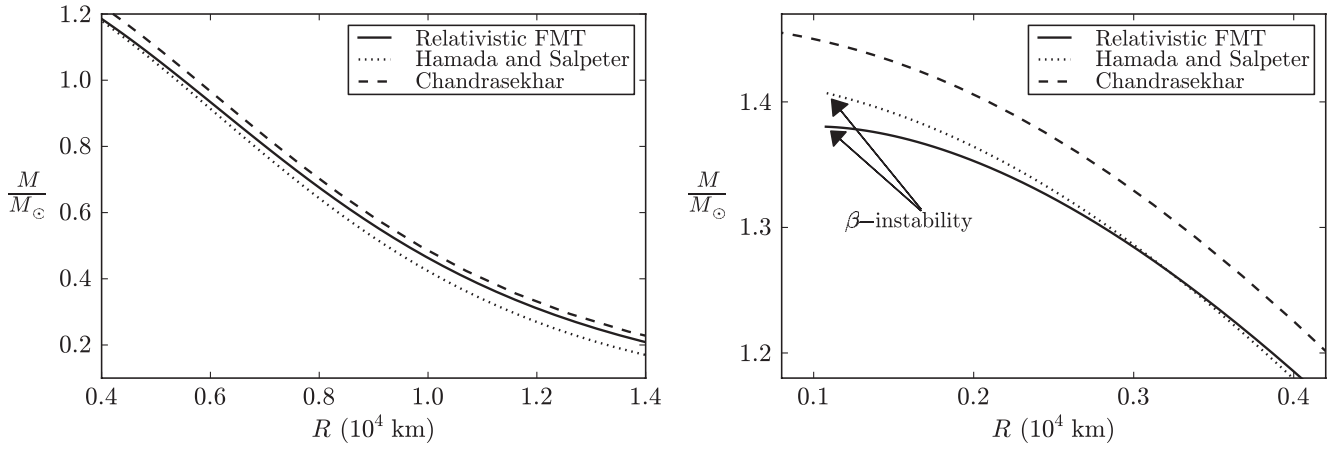 1.2
1.0
0.8
0.6
0.4
0.2
M
M☉
Relativistic FMT
Hamada and Salpeter
Chandrasekhar
0.4 0.6 0.8 1.0 1.2 1.4
R (10⁴ km)
1.4
1.3
1.2
M
M☉
Relativistic FMT
Hamada and Salpeter
Chandrasekhar
β–instability
0.1 0.2 0.3 0.4
R (10⁴ km)